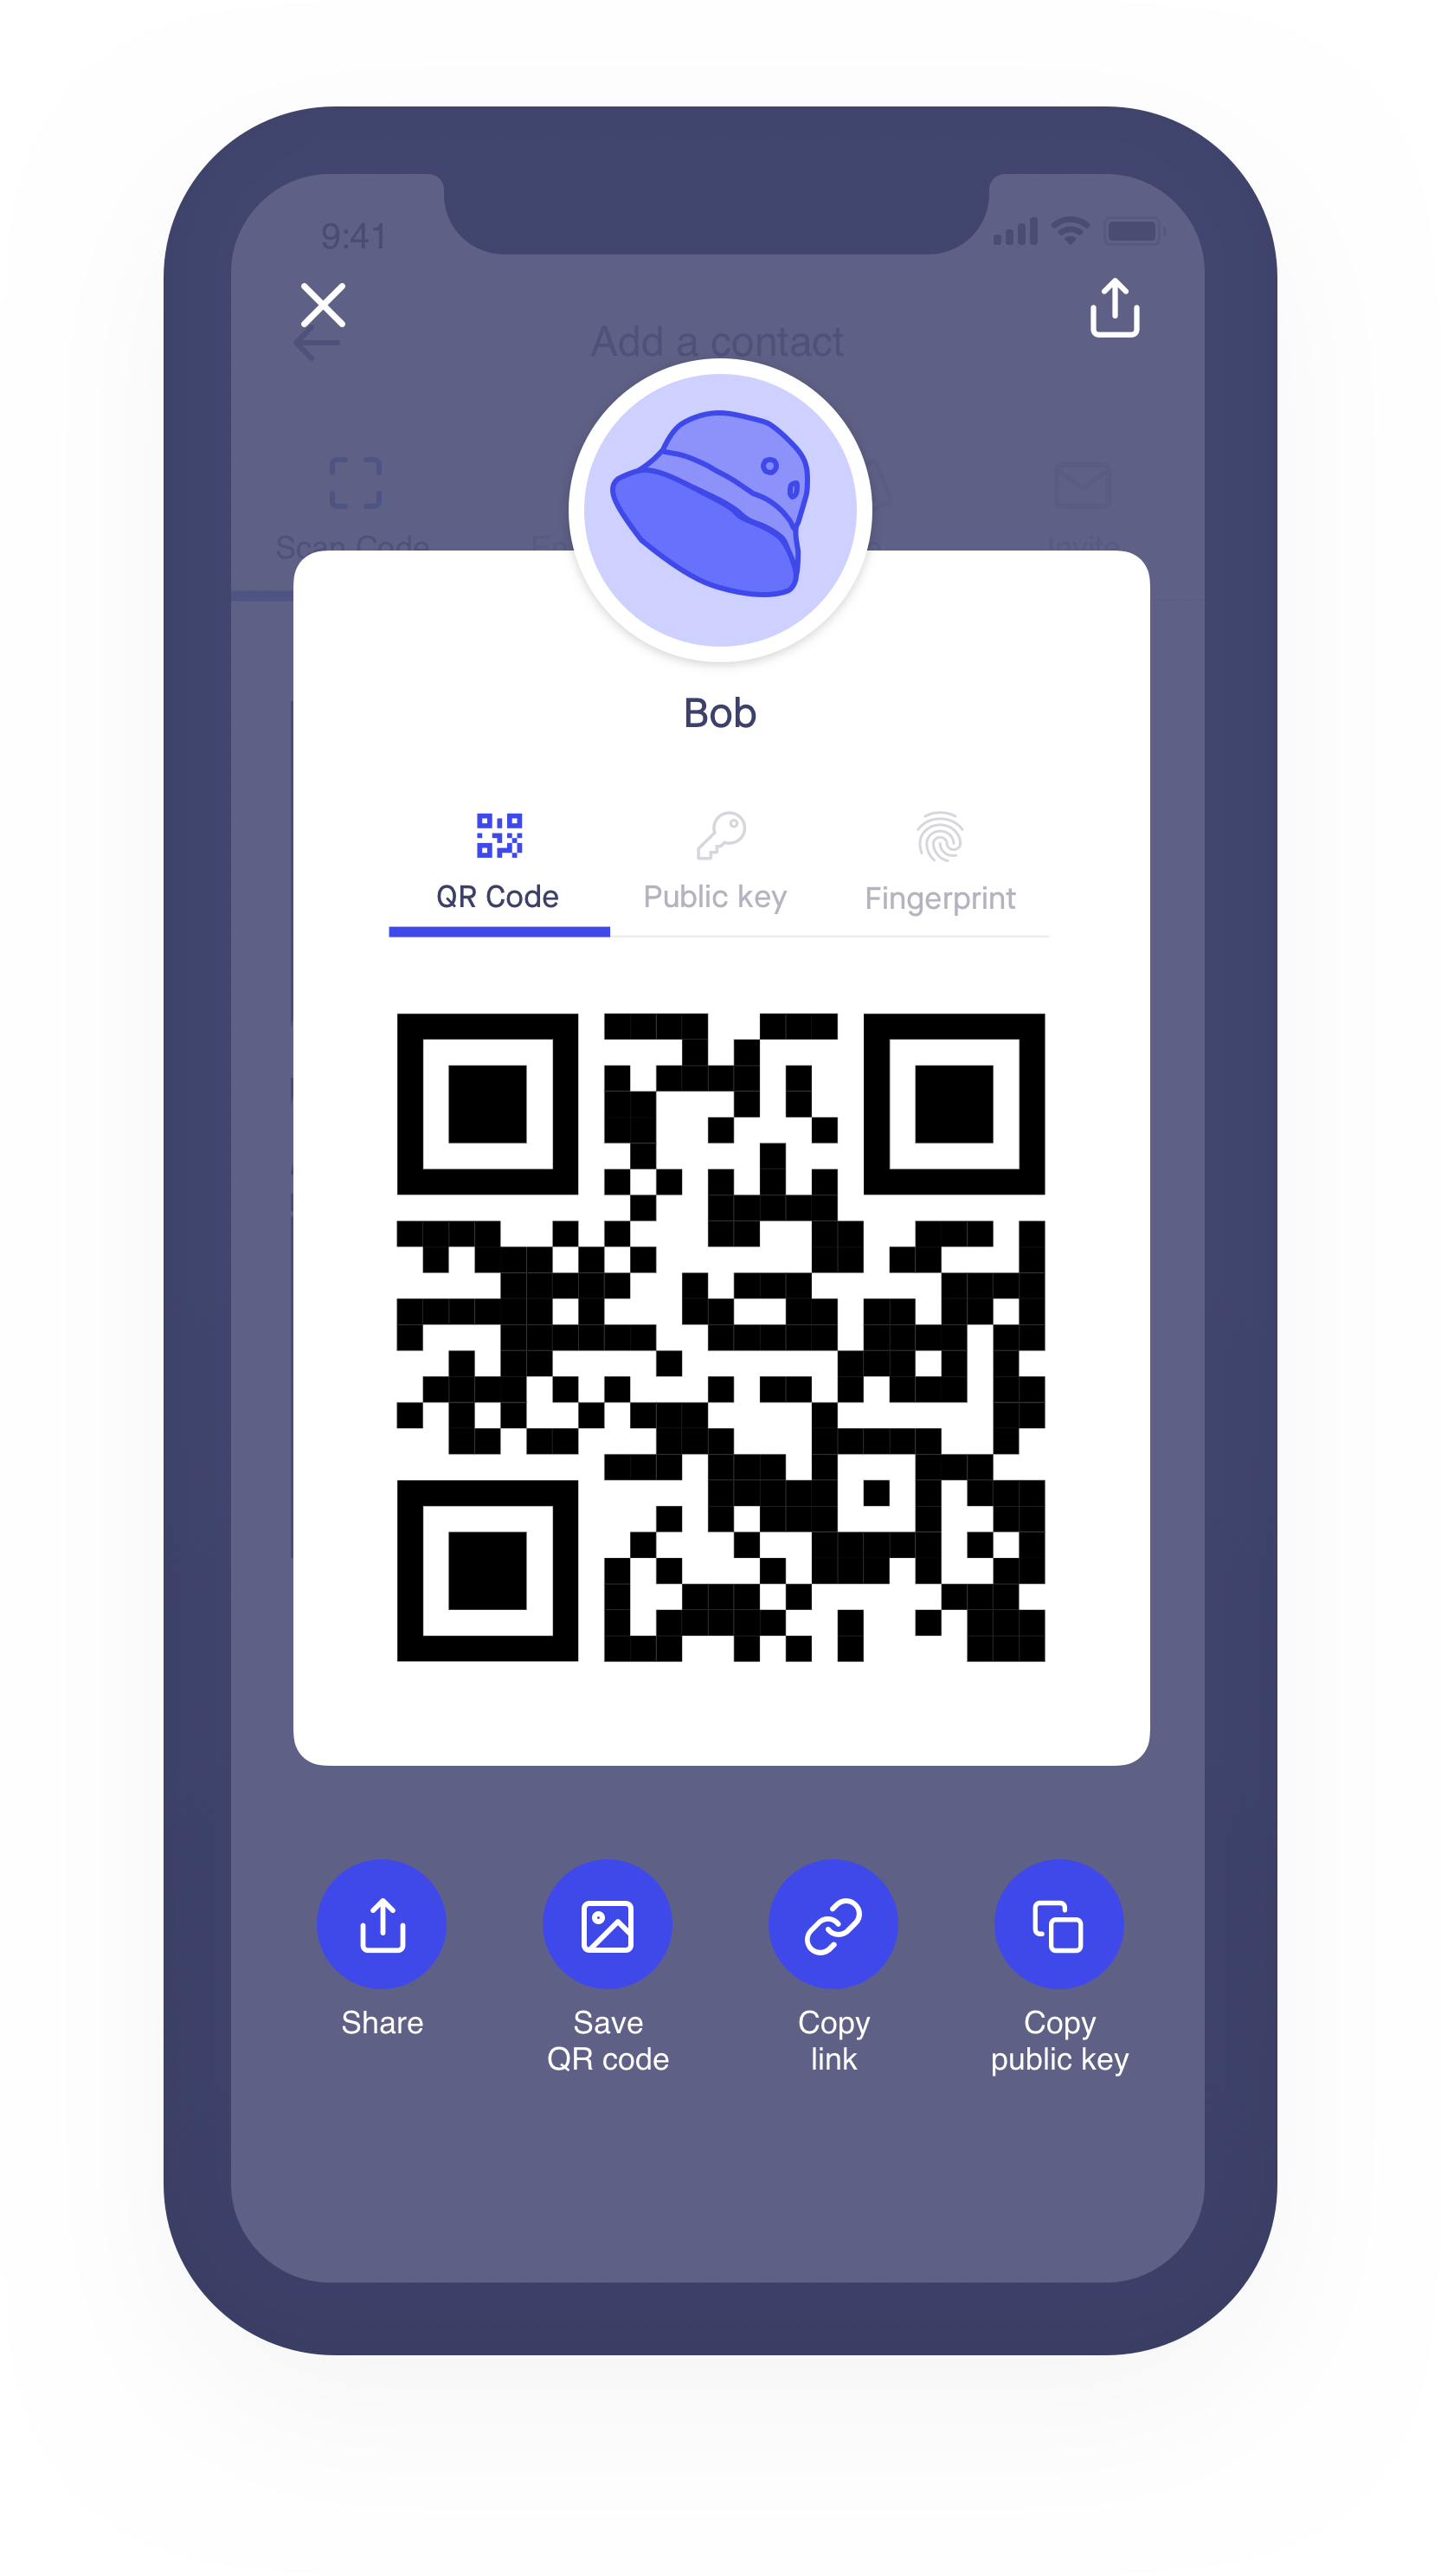 9:41
Add a contact
Scan Code
Invite
Bob
QR Code
Public key
Fingerprint
Share
Save
QR code
Copy
link
Copy
public key